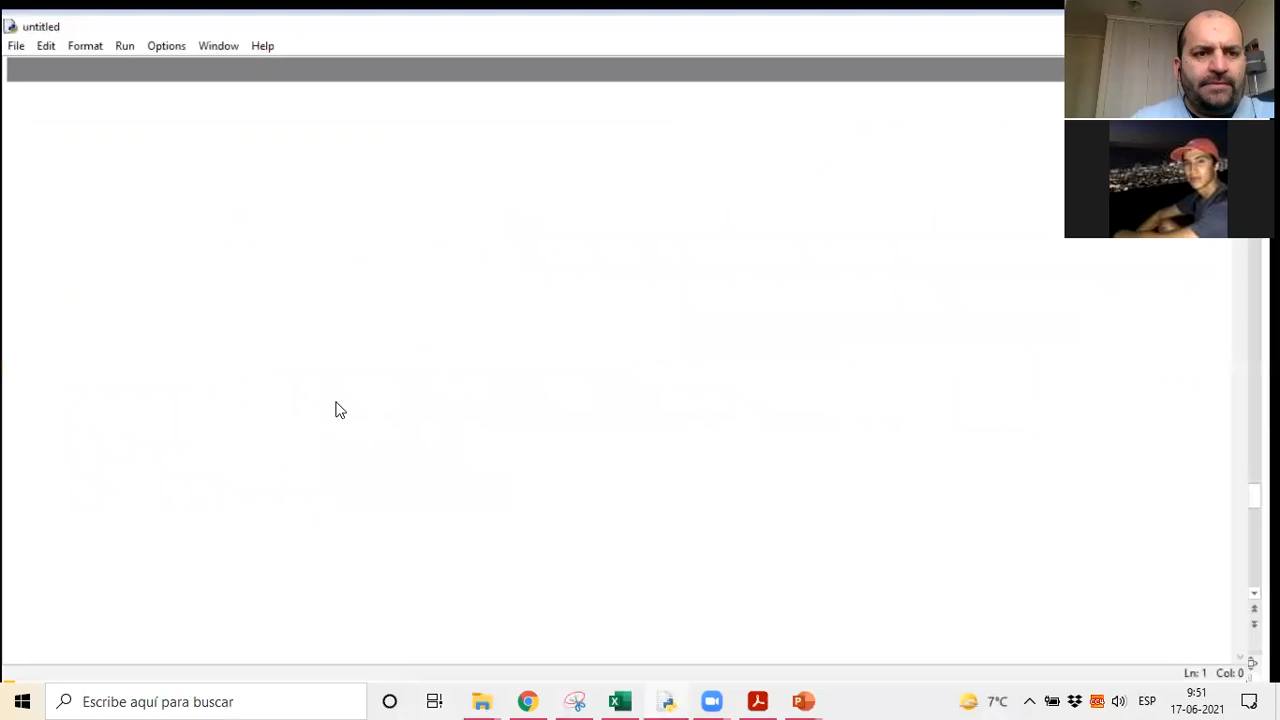 untitled
File Edit Format Run Options Window Help
Ln: 1 Col: 0
Escribe aquí para buscar
7°C
ESP
9:51
17-06-2021